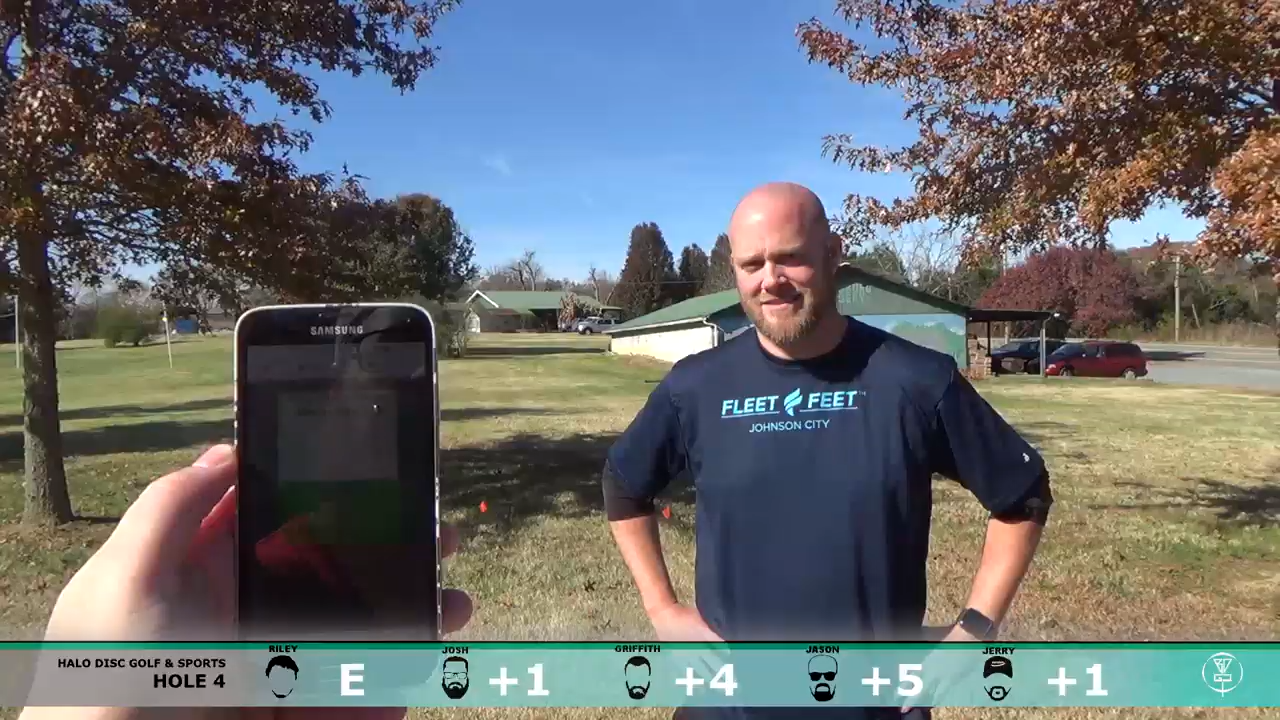 SAMSUNG
FLEET FEET™
JOHNSON CITY
HALO DISC GOLF & SPORTS
HOLE 4
RILEY
E
JOSH
+1
GRIFFITH
+4
JASON
+5
JERRY
+1